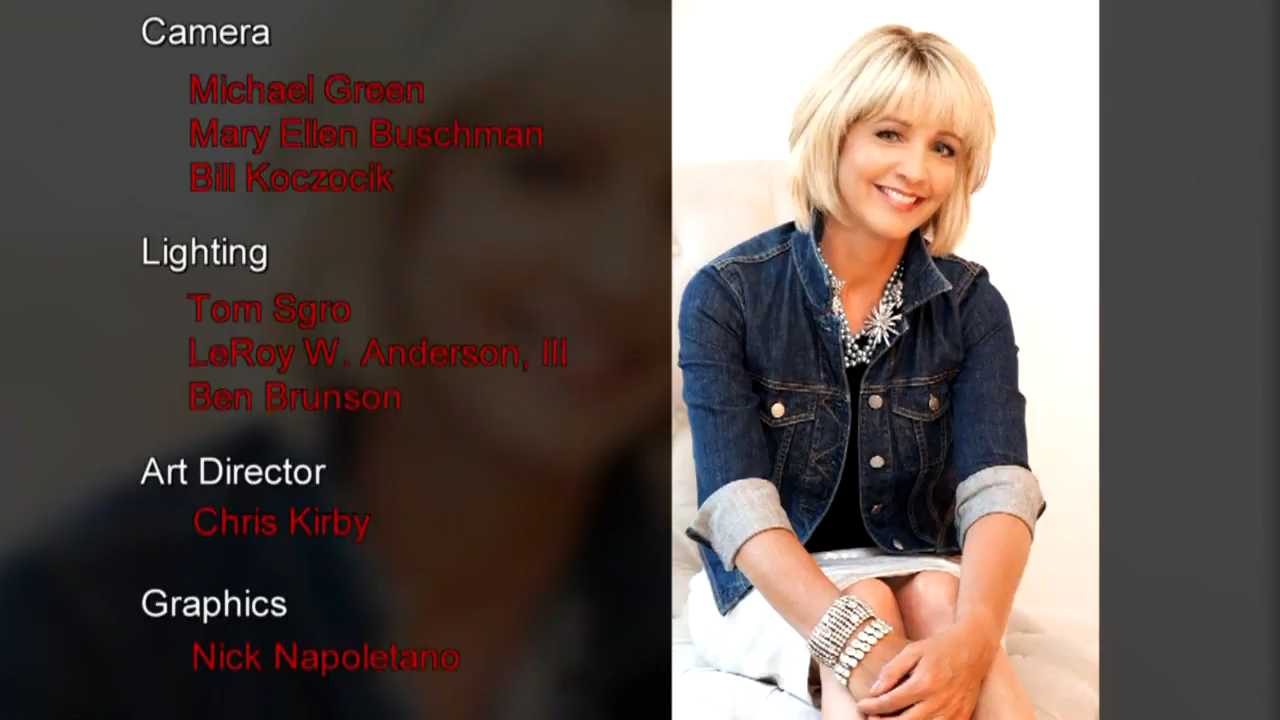 Camera
Michael Green
Mary Ellen Buschman
Bill Koczocik
Lighting
Tom Sgro
LeRoy W. Anderson, III
Ben Brunson
Art Director
Chris Kirby
Graphics
Nick Napoletano